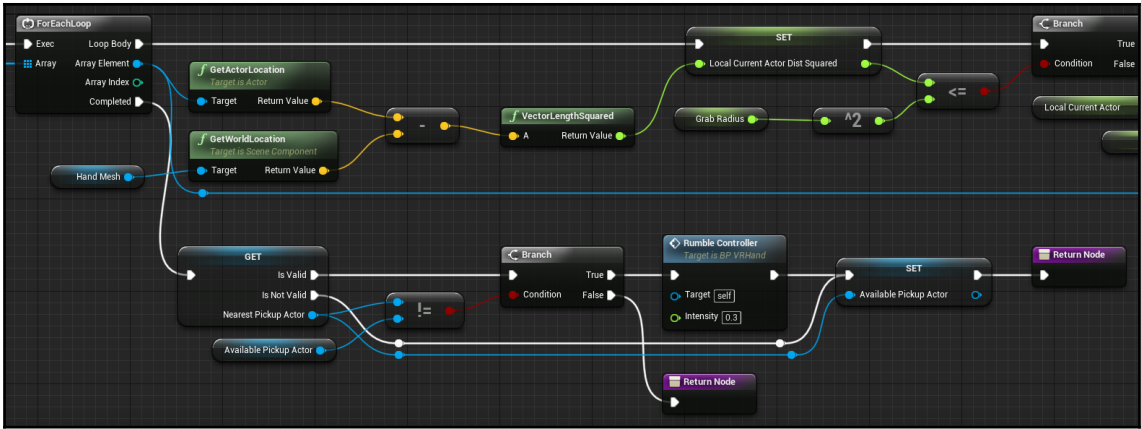 ForEachLoop
Exec
Loop Body
Array
Array Element
Array Index
Completed
GetActorLocation
Target is Actor
Target
Return Value
GetWorldLocation
Target is Scene Component
Target
Return Value
Hand Mesh
-
VectorLengthSquared
A
Return Value
SET
Local Current Actor Dist Squared
Grab Radius
^2
<=
Branch
True
Condition
False
Local Current Actor
GET
Is Valid
Is Not Valid
Nearest Pickup Actor
Available Pickup Actor
!=
Branch
True
Condition
False
Rumble Controller
Target is BP VRHand
Target
self
Intensity
0.3
SET
Available Pickup Actor
Return Node
Return Node